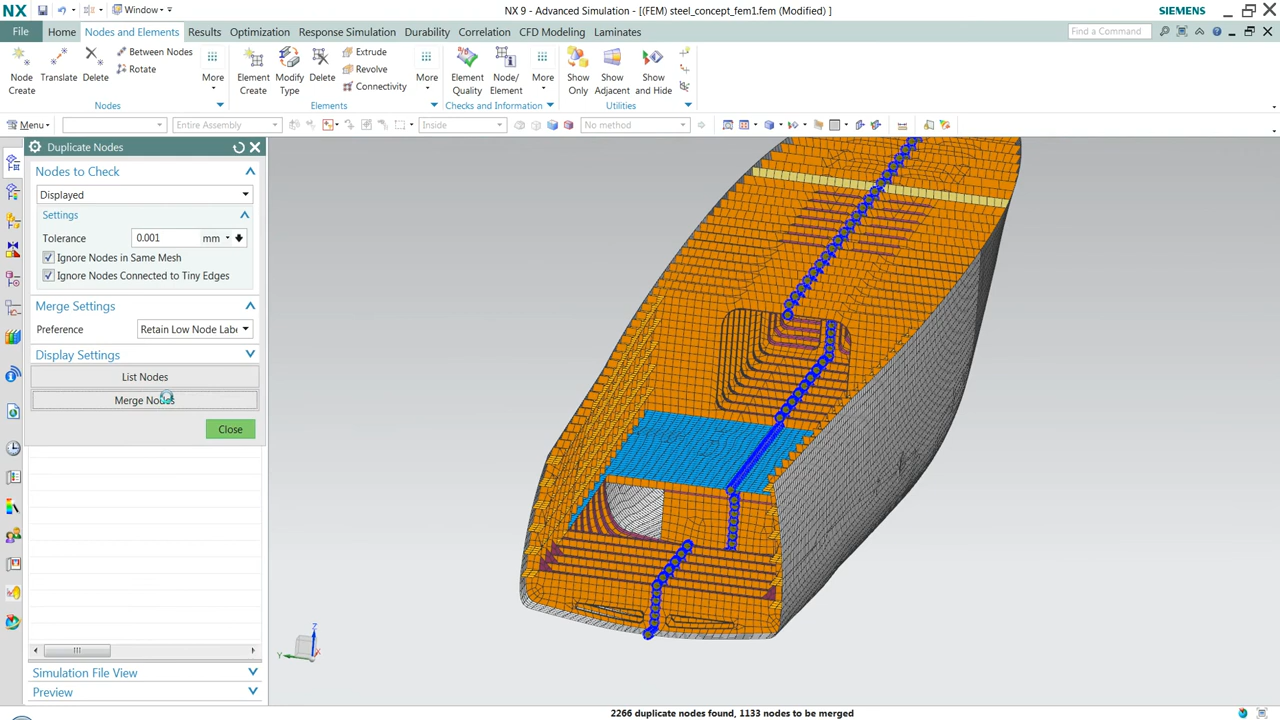 NX
Window
NX 9 - Advanced Simulation - [(FEM) steel_concept_fem1.fem (Modified) ]
SIEMENS
File
Home
Nodes and Elements
Results
Optimization
Response Simulation
Durability
Correlation
CFD Modeling
Laminates
Find a Command
Node Create
Translate
Delete
Between Nodes
Rotate
More
Element Create
Modify Type
Delete
Extrude
Revolve
Connectivity
More
Element Quality
Node/ Element
More
Show Only
Show Adjacent
Show and Hide
Nodes
Elements
Checks and Information
Utilities
Menu
Entire Assembly
Inside
No method
Duplicate Nodes
Nodes to Check
Displayed
Settings
Tolerance
0.001
mm
Ignore Nodes in Same Mesh
Ignore Nodes Connected to Tiny Edges
Merge Settings
Preference
Retain Low Node Labe
Display Settings
List Nodes
Merge Nodes
Close
Z
Y
X
Simulation File View
Preview
2266 duplicate nodes found, 1133 nodes to be merged